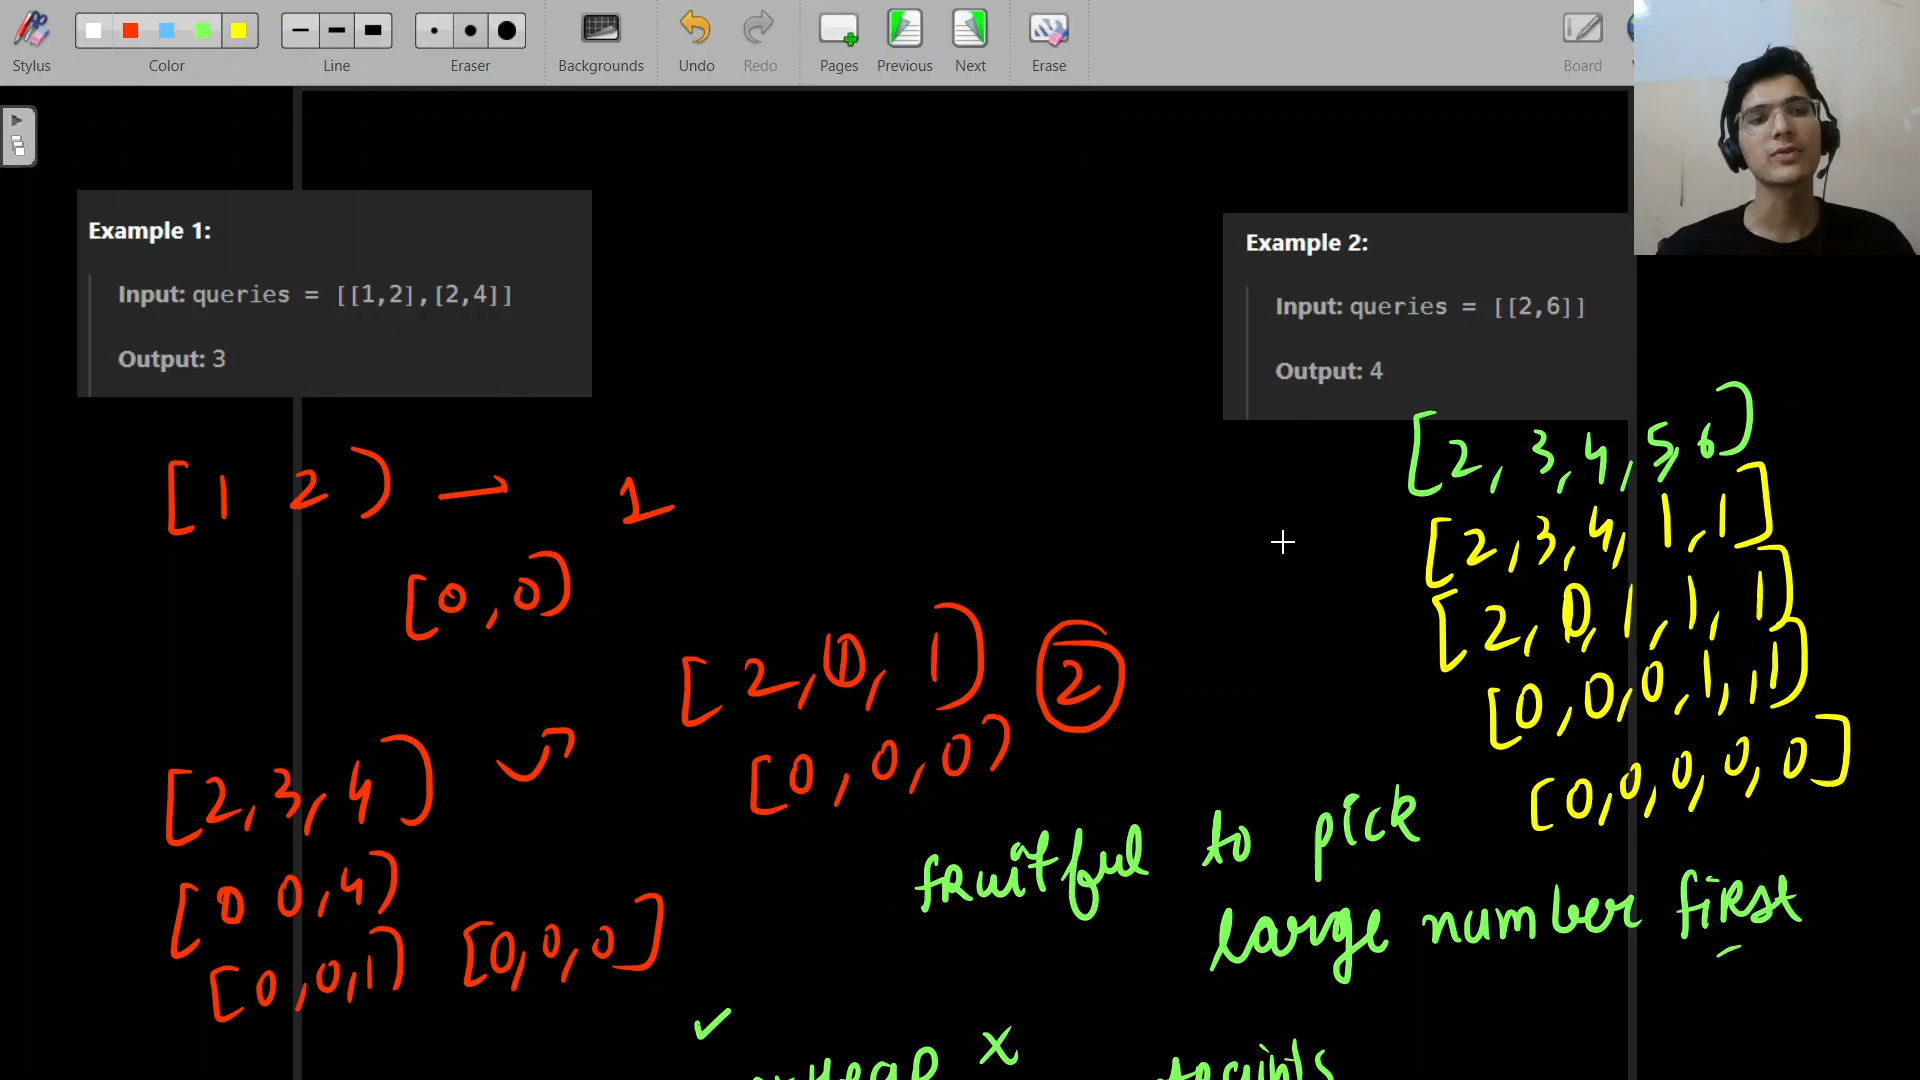 Stylus Color Line Eraser Backgrounds Undo Redo Pages Previous Next Erase Board
Example 1:
Input: queries = [[1,2],[2,4]]
Output: 3
Example 2:
Input: queries = [[2,6]]
Output: 4
[1 2] → 1
[0,0]
[2,0,1] 2
[0,0,0]
[2,3,4]
[0 0,4]
[0,0,1] [0,0,0]
[2,3,4,5,6]
[2,3,4,1,1]
[2,0,1,1,1]
[0,0,0,1,1]
[0,0,0,0,0]
fruitful to pick
large number first
x